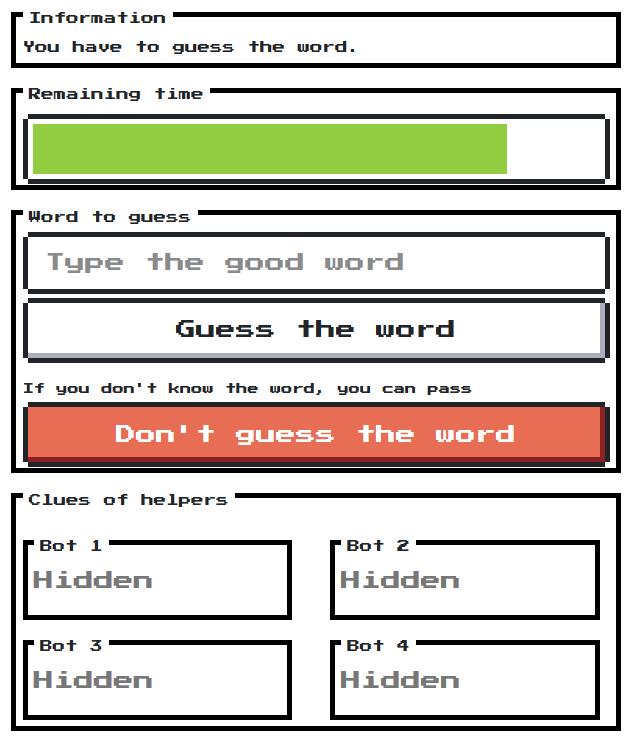 Information
You have to guess the word.
Remaining time
Word to guess
Type the good word
Guess the word
If you don't know the word, you can pass
Don't guess the word
Clues of helpers
Bot 1
Bot 2
Hidden
Hidden
Bot 3
Bot 4
Hidden
Hidden